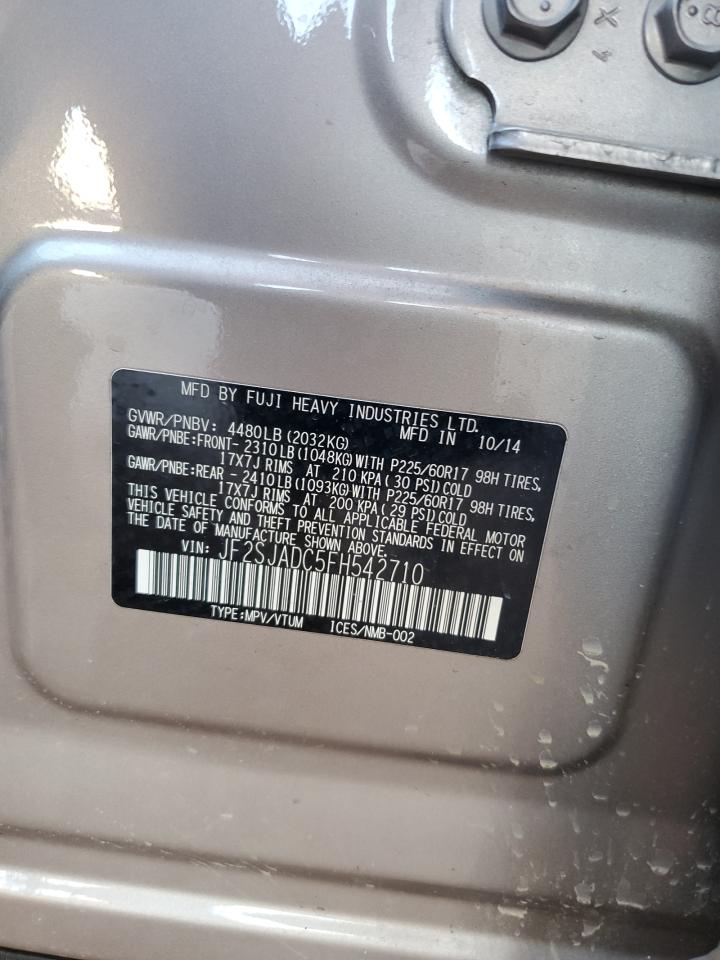 MFD BY FUJI HEAVY INDUSTRIES LTD.
GVWR/PNBV: 4480LB (2032KG) MFD IN 10/14
GAWR/PNBE:FRONT- 2310LB(1048KG)WITH P225/60R17 98H TIRES,
17X7J RIMS AT 210 KPA ( 30 PSI)COLD
GAWR/PNBE:REAR - 2410LB(1093KG)WITH P225/60R17 98H TIRES,
17X7J RIMS AT 200 KPA ( 29 PSI)COLD
THIS VEHICLE CONFORMS TO ALL APPLICABLE FEDERAL MOTOR
VEHICLE SAFETY AND THEFT PREVENTION STANDARDS IN EFFECT ON
THE DATE OF MANUFACTURE SHOWN ABOVE.
VIN: JF2SJADC5FH542710
TYPE:MPV/VTUM ICES/NMB-002